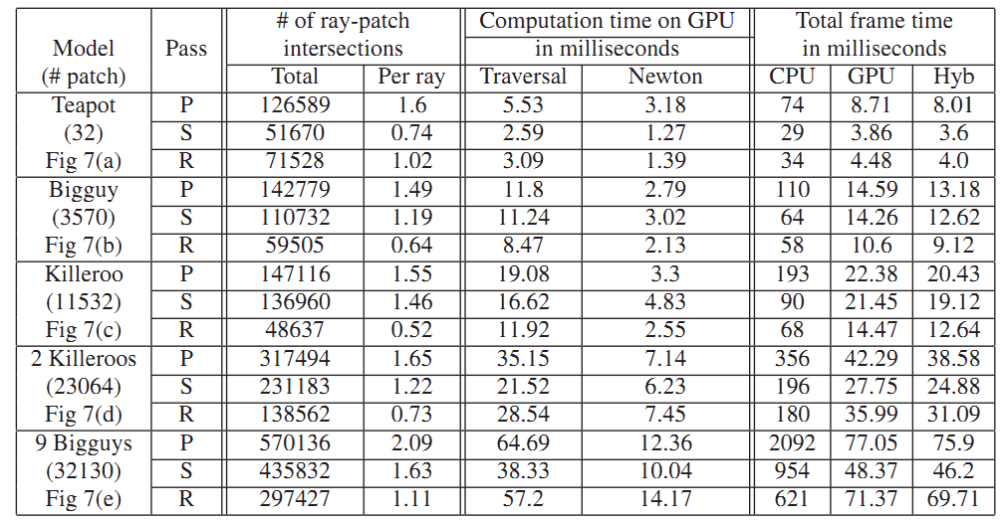 # of ray-patch Computation time on GPU Total frame time
Model Pass intersections in milliseconds in milliseconds
(# patch) Total Per ray Traversal Newton CPU GPU Hyb
Teapot P 126589 1.6 5.53 3.18 74 8.71 8.01
(32) S 51670 0.74 2.59 1.27 29 3.86 3.6
Fig 7(a) R 71528 1.02 3.09 1.39 34 4.48 4.0
Bigguy P 142779 1.49 11.8 2.79 110 14.59 13.18
(3570) S 110732 1.19 11.24 3.02 64 14.26 12.62
Fig 7(b) R 59505 0.64 8.47 2.13 58 10.6 9.12
Killeroo P 147116 1.55 19.08 3.3 193 22.38 20.43
(11532) S 136960 1.46 16.62 4.83 90 21.45 19.12
Fig 7(c) R 48637 0.52 11.92 2.55 68 14.47 12.64
2 Killeroos P 317494 1.65 35.15 7.14 356 42.29 38.58
(23064) S 231183 1.22 21.52 6.23 196 27.75 24.88
Fig 7(d) R 138562 0.73 28.54 7.45 180 35.99 31.09
9 Bigguys P 570136 2.09 64.69 12.36 2092 77.05 75.9
(32130) S 435832 1.63 38.33 10.04 954 48.37 46.2
Fig 7(e) R 297427 1.11 57.2 14.17 621 71.37 69.71